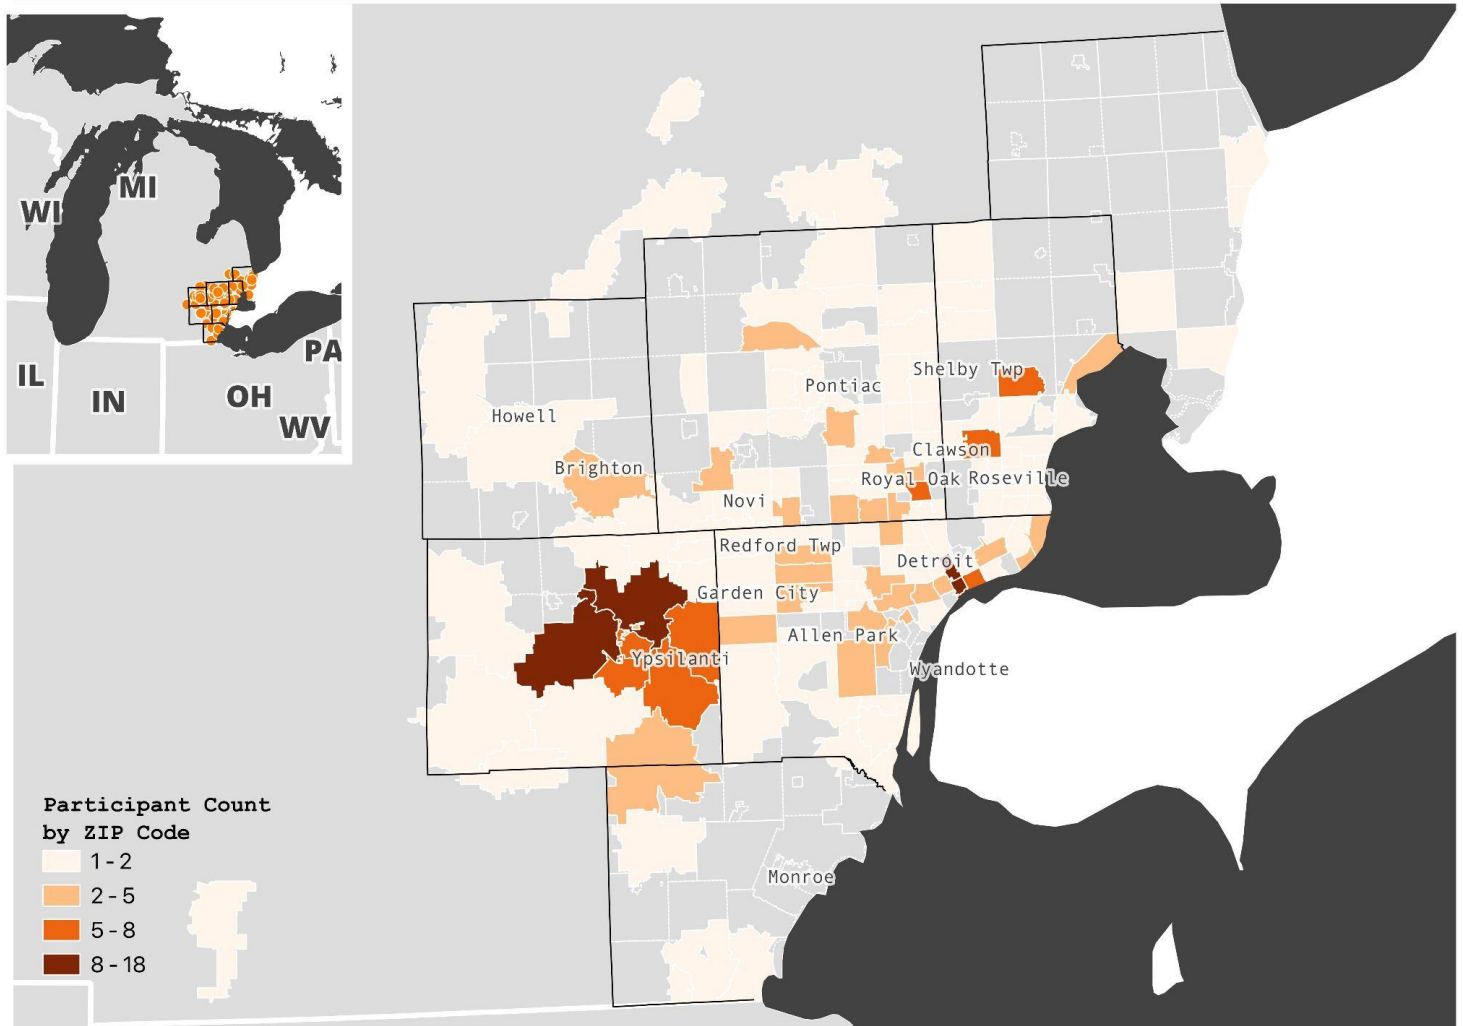 MI
WI
PA
IL
IN
OH
WV
Shelby Twp
Pontiac
Howell
Clawson
Brighton
Royal Oak
Roseville
Novi
Redford Twp
Detroit
Garden City
Allen Park
Ypsilanti
Wyandotte
Monroe
Participant Count
by ZIP Code
1 - 2
2 - 5
5 - 8
8 - 18